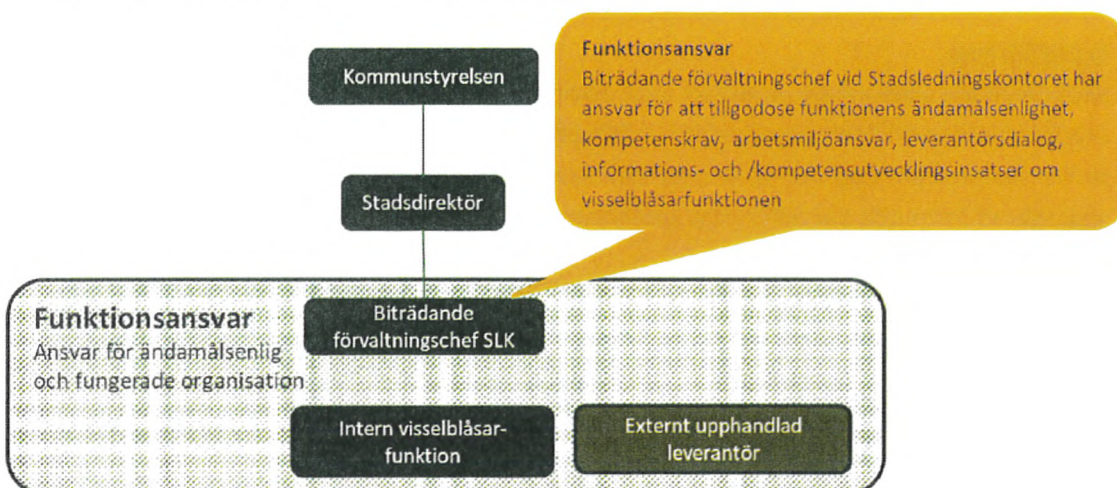 Kommunstyrelsen
Funktionsansvar
Biträdande förvaltningschef vid Stadsledningskontoret har
ansvar för att tillgodose funktionens ändamålsenlighet,
kompetenskrav, arbetsmiljöansvar, leverantörsdialog,
informations- och /kompetensutvecklingsinsatser om
visselblåsarfunktionen
Stadsdirektör
Funktionsansvar
Ansvar för ändamålsenlig
och fungerade organisation
Biträdande
förvaltningschef SLK
Intern visselblåsar-
funktion
Externt upphandlad
leverantör